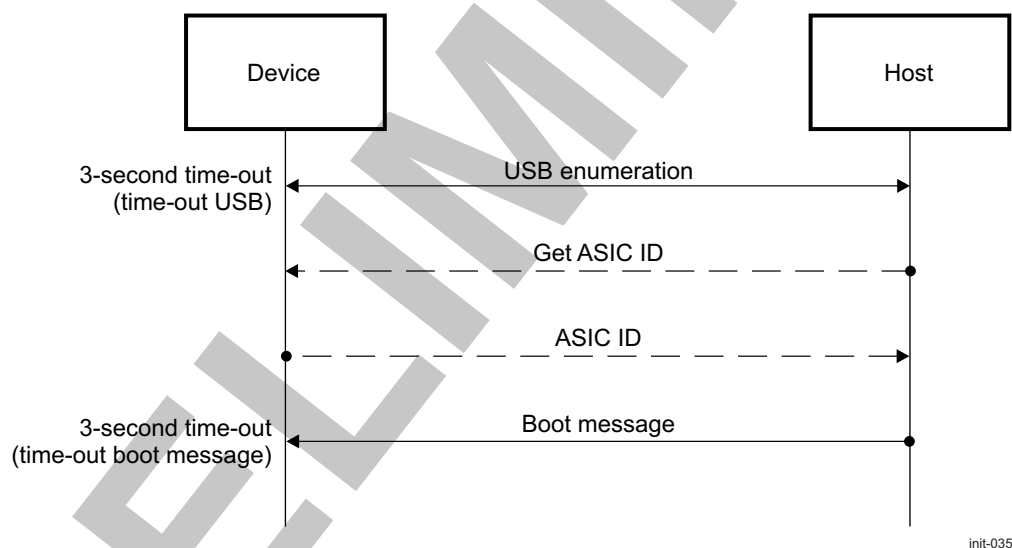 Device
Host
3-second time-out
(time-out USB)
USB enumeration
Get ASIC ID
ASIC ID
3-second time-out
(time-out boot message)
Boot message
init-035
ELIMI